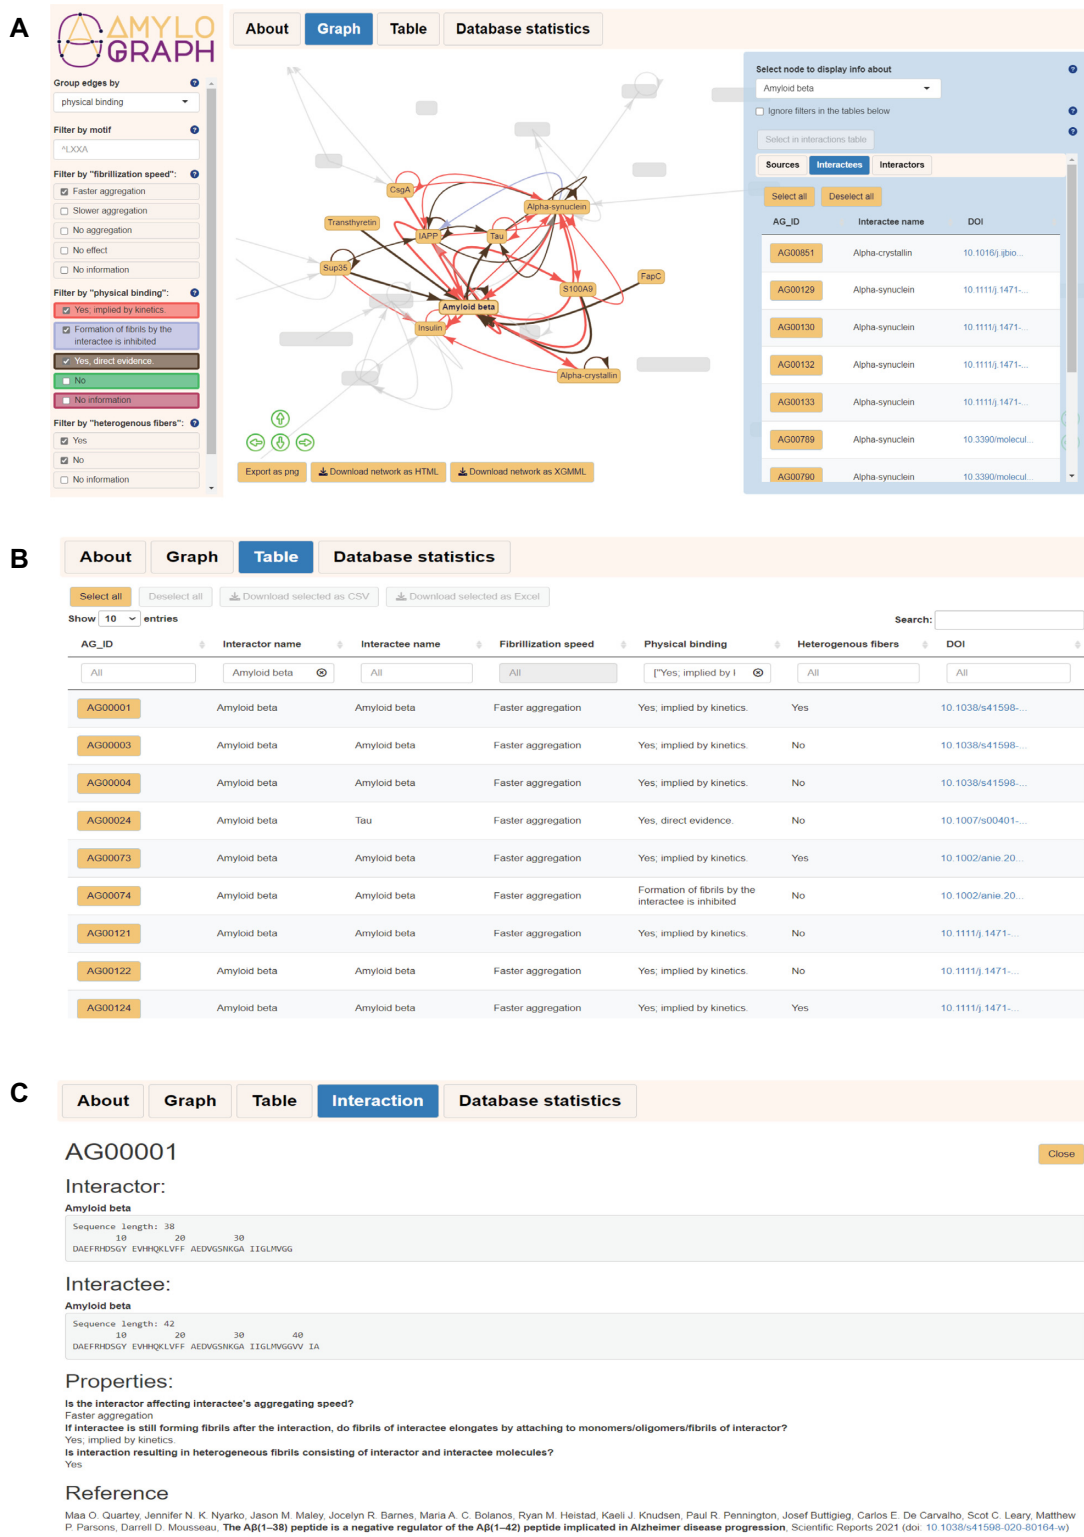 A
AMYLO
GRAPH
About
Graph
Table
Database statistics
Group edges by
physical binding
Filter by motif
^LXXA
Filter by "fibrillization speed":
Faster aggregation
Slower aggregation
No aggregation
No effect
No information
Filter by "physical binding":
Yes; implied by kinetics.
Formation of fibrils by the
interactee is inhibited
Yes, direct evidence.
No
No information
Filter by "heterogenous fibers":
Yes
No
No information
CsgA
Alpha-synuclein
Transthyretin
IAPP
Tau
Sup35
FapC
S100A9
Amyloid beta
Insulin
Alpha-crystallin
Export as png
Download network as HTML
Download network as XGMML
Select node to display info about
Amyloid beta
Ignore filters in the tables below
Select in interactions table
Sources
Interactees
Interactors
Select all
Deselect all
AG_ID Interactee name DOI
AG00851 Alpha-crystallin 10.1016/j.ijbio...
AG00129 Alpha-synuclein 10.1111/j.1471-...
AG00130 Alpha-synuclein 10.1111/j.1471-...
AG00132 Alpha-synuclein 10.1111/j.1471-...
AG00133 Alpha-synuclein 10.1111/j.1471-...
AG00789 Alpha-synuclein 10.3390/molecul...
AG00790 Alpha-synuclein 10.3390/molecul...
B
About
Graph
Table
Database statistics
Select all
Deselect all
Download selected as CSV
Download selected as Excel
Show 10 entries
Search:
AG_ID Interactor name Interactee name Fibrillization speed Physical binding Heterogenous fibers DOI
All Amyloid beta All All ["Yes; implied by l All All
AG00001 Amyloid beta Amyloid beta Faster aggregation Yes; implied by kinetics. Yes 10.1038/s41598-...
AG00003 Amyloid beta Amyloid beta Faster aggregation Yes; implied by kinetics. No 10.1038/s41598-...
AG00004 Amyloid beta Amyloid beta Faster aggregation Yes; implied by kinetics. No 10.1038/s41598-...
AG00024 Amyloid beta Tau Faster aggregation Yes, direct evidence. No 10.1007/s00401-...
AG00073 Amyloid beta Amyloid beta Faster aggregation Yes; implied by kinetics. Yes 10.1002/anie.20...
AG00074 Amyloid beta Amyloid beta Faster aggregation Formation of fibrils by the
interactee is inhibited No 10.1002/anie.20...
AG00121 Amyloid beta Amyloid beta Faster aggregation Yes; implied by kinetics. No 10.1111/j.1471-...
AG00122 Amyloid beta Amyloid beta Faster aggregation Yes; implied by kinetics. No 10.1111/j.1471-...
AG00124 Amyloid beta Amyloid beta Faster aggregation Yes; implied by kinetics. Yes 10.1111/j.1471-...
C
About
Graph
Table
Interaction
Database statistics
AG00001
Close
Interactor:
Amyloid beta
Sequence length: 38
10 20 30
DAEFRHDSGY EVHHQKLVFF AEDVGSNKGA IIGLMVGG
Interactee:
Amyloid beta
Sequence length: 42
10 20 30 40
DAEFRHDSGY EVHHQKLVFF AEDVGSNKGA IIGLMVGGVV IA
Properties:
Is the interactor affecting interactee's aggregating speed?
Faster aggregation
If interactee is still forming fibrils after the interaction, do fibrils of interactee elongates by attaching to monomers/oligomers/fibrils of interactor?
Yes; implied by kinetics.
Is interaction resulting in heterogeneous fibrils consisting of interactor and interactee molecules?
Yes
Reference
Maa O. Quartey, Jennifer N. K. Nyarko, Jason M. Maley, Jocelyn R. Barnes, Maria A. C. Bolanos, Ryan M. Heistad, Kaeli J. Knudsen, Paul R. Pennington, Josef Buttigieg, Carlos E. De Carvalho, Scot C. Leary, Matthew
P. Parsons, Darrell D. Mousseau, The Aβ(1–38) peptide is a negative regulator of the Aβ(1–42) peptide implicated in Alzheimer disease progression, Scientific Reports 2021 (doi: 10.1038/s41598-020-80164-w)